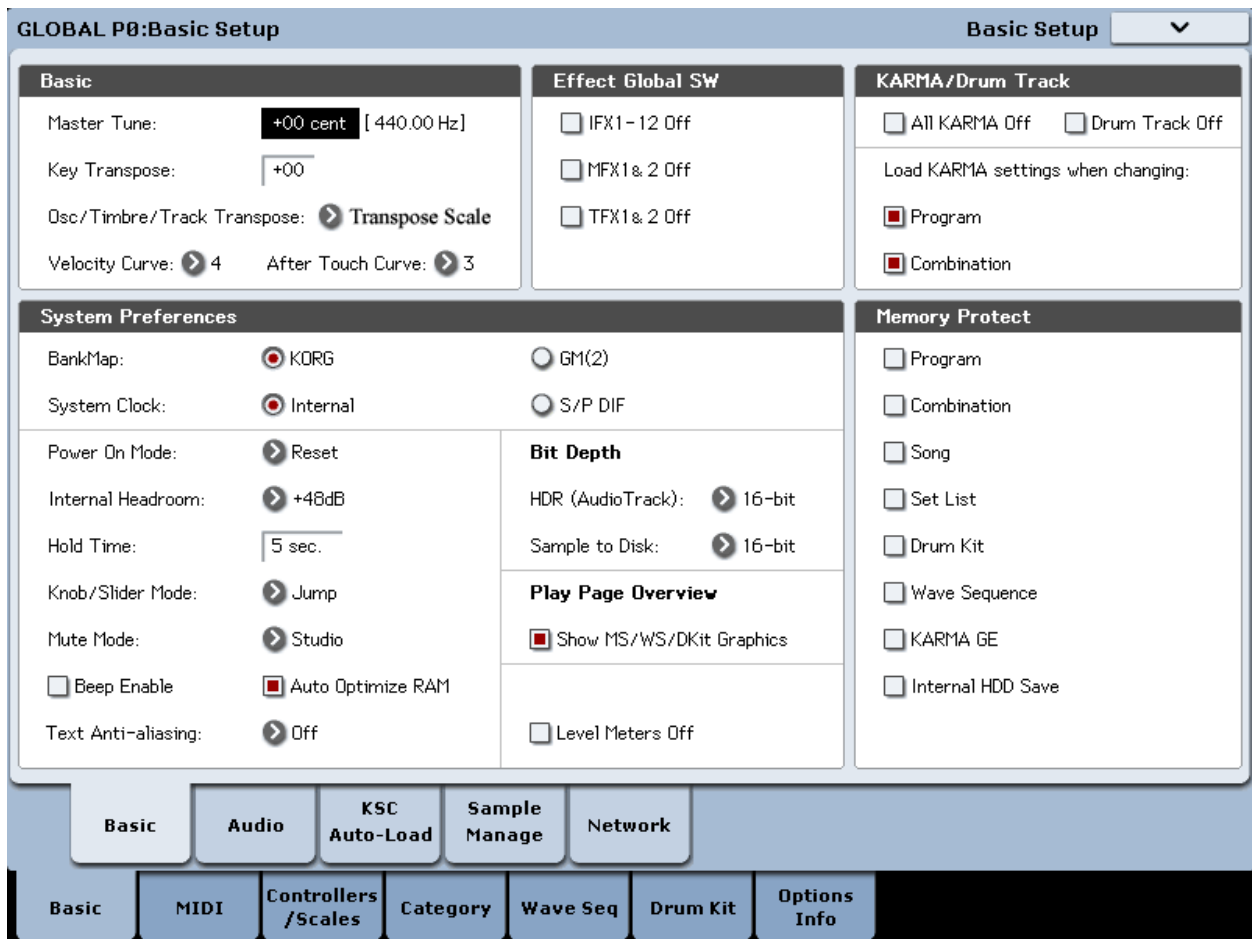 GLOBAL P0:Basic Setup
Basic Setup
Basic
Master Tune: +00 cent [ 440.00 Hz]
Key Transpose: +00
Osc/Timbre/Track Transpose: Transpose Scale
Velocity Curve: 4 After Touch Curve: 3
Effect Global SW
IFX1-12 Off
MFX1& 2 Off
TFX1& 2 Off
KARMA/Drum Track
All KARMA Off Drum Track Off
Load KARMA settings when changing:
Program
Combination
System Preferences
BankMap: KORG GM(2)
System Clock: Internal S/P DIF
Power On Mode: Reset
Internal Headroom: +48dB
Hold Time: 5 sec.
Knob/Slider Mode: Jump
Mute Mode: Studio
Beep Enable Auto Optimize RAM
Text Anti-aliasing: Off
Bit Depth
HDR (AudioTrack): 16-bit
Sample to Disk: 16-bit
Play Page Overview
Show MS/WS/DKit Graphics
Level Meters Off
Memory Protect
Program
Combination
Song
Set List
Drum Kit
Wave Sequence
KARMA GE
Internal HDD Save
Basic
Audio
KSC
Auto-Load
Sample
Manage
Network
Basic
MIDI
Controllers
/Scales
Category
Wave Seq
Drum Kit
Options
Info